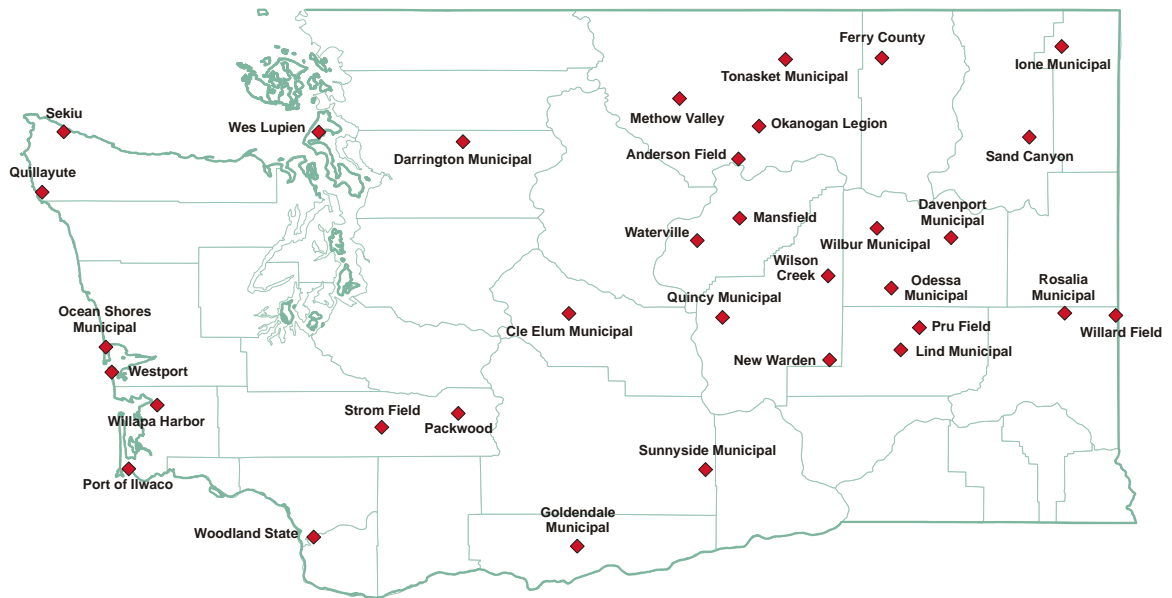 Ferry County
Ione Municipal
Tonasket Municipal
Sekiu
Wes Lupien
Methow Valley
Okanogan Legion
Darrington Municipal
Anderson Field
Sand Canyon
Quillayute
Davenport
Municipal
Mansfield
Waterville
Wilbur Municipal
Wilson
Creek
Odessa
Municipal
Rosalia
Municipal
Quincy Municipal
Ocean Shores
Municipal
Cle Elum Municipal
Pru Field
Willard Field
Lind Municipal
New Warden
Westport
Willapa Harbor
Strom Field
Packwood
Sunnyside Municipal
Port of Ilwaco
Goldendale
Municipal
Woodland State